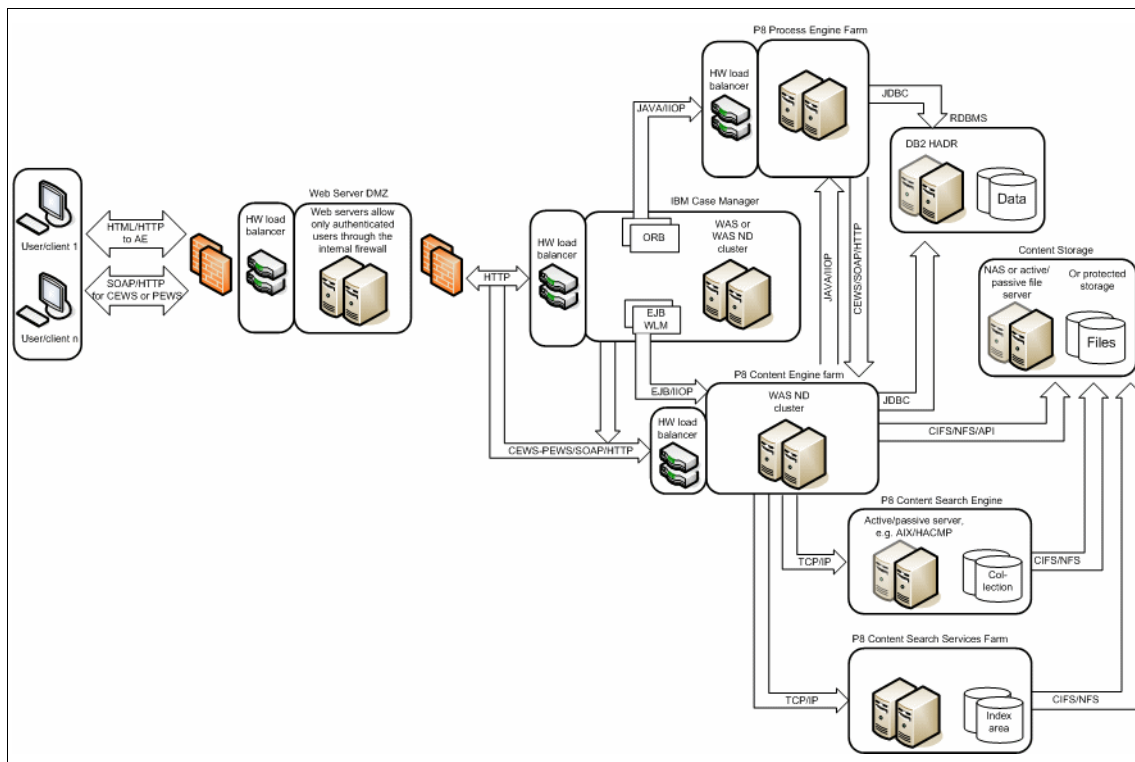 P8 Process Engine Farm
HW load
balancer
JAVA/IIOP
JDBC
RDBMS
DB2 HADR
Data
User/client 1
User/client n
HTML/HTTP
to AE
SOAP/HTTP
for CEWS or PEWS
Web Server DMZ
HW load
balancer
Web servers allow
only authenticated
users through the
internal firewall
HTTP
IBM Case Manager
HW load
balancer
ORB
WAS or
WAS ND
cluster
EJB
WLM
EJB/IIOP
JAVA/IIOP
CEWS/SOAP/HTTP
Content Storage
NAS or active/
passive file
server
Or protected
storage
Files
P8 Content Engine farm
HW load
balancer
WAS ND
cluster
CEWS-PEWS/SOAP/HTTP
JDBC
CIFS/NFS/API
P8 Content Search Engine
Active/passive server,
e.g. AIX/HACMP
Col-
lection
TCP/IP
CIFS/NFS
P8 Content Search Services Farm
Index
area
TCP/IP
CIFS/NFS